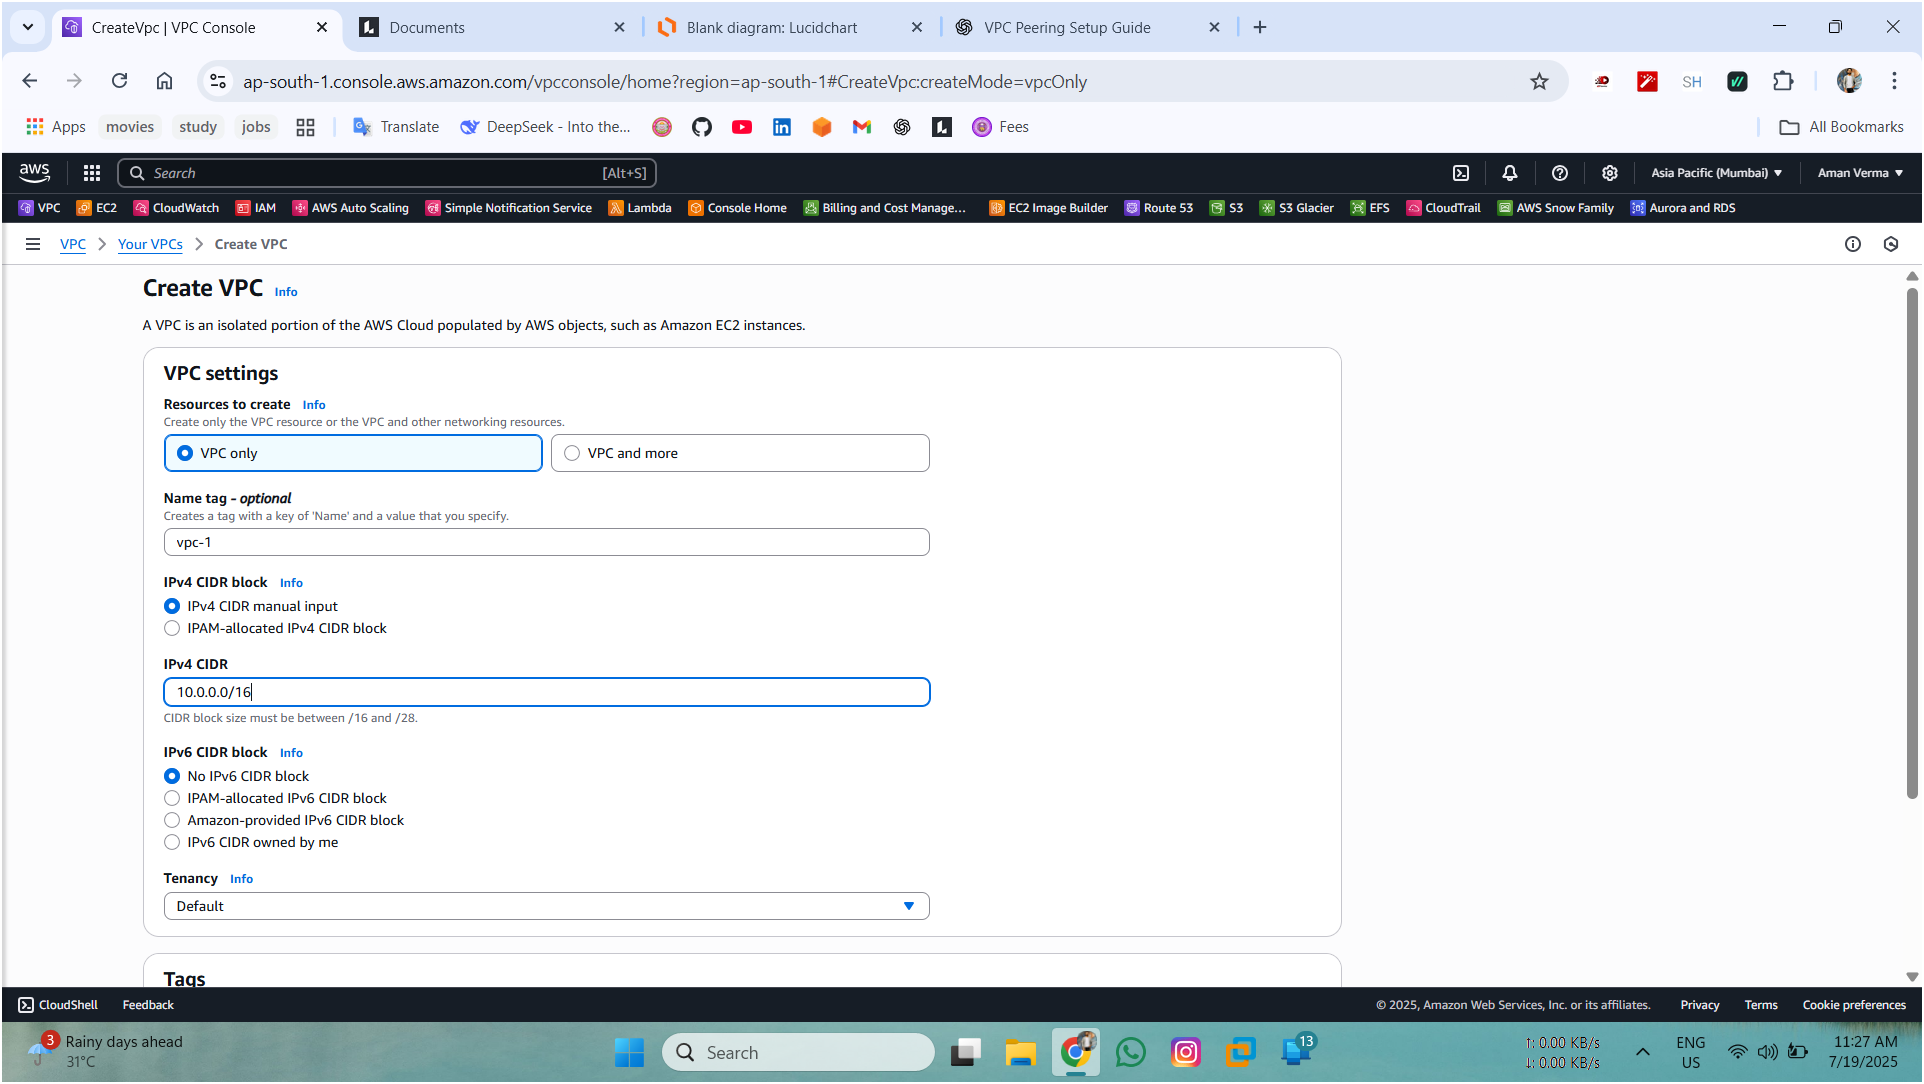 CreateVpc | VPC Console
Documents
Blank diagram: Lucidchart
VPC Peering Setup Guide
ap-south-1.console.aws.amazon.com/vpcconsole/home?region=ap-south-1#CreateVpc:createMode=vpcOnly
SH
Apps
movies
study
jobs
Translate
DeepSeek - Into the...
Fees
All Bookmarks
aws
Search
[Alt+S]
Asia Pacific (Mumbai)
Aman Verma
VPC
EC2
CloudWatch
IAM
AWS Auto Scaling
Simple Notification Service
Lambda
Console Home
Billing and Cost Manage...
EC2 Image Builder
Route 53
S3
S3 Glacier
EFS
CloudTrail
AWS Snow Family
Aurora and RDS
VPC
Your VPCs
Create VPC
Create VPC Info
A VPC is an isolated portion of the AWS Cloud populated by AWS objects, such as Amazon EC2 instances.
VPC settings
Resources to create Info
Create only the VPC resource or the VPC and other networking resources.
VPC only
VPC and more
Name tag - optional
Creates a tag with a key of 'Name' and a value that you specify.
vpc-1
IPv4 CIDR block Info
IPv4 CIDR manual input
IPAM-allocated IPv4 CIDR block
IPv4 CIDR
10.0.0.0/16
CIDR block size must be between /16 and /28.
IPv6 CIDR block Info
No IPv6 CIDR block
IPAM-allocated IPv6 CIDR block
Amazon-provided IPv6 CIDR block
IPv6 CIDR owned by me
Tenancy Info
Default
Tags
CloudShell
Feedback
© 2025, Amazon Web Services, Inc. or its affiliates.
Privacy
Terms
Cookie preferences
3
Rainy days ahead
31°C
Search
13
↑: 0.00 KB/s
↓: 0.00 KB/s
ENG
US
11:27 AM
7/19/2025